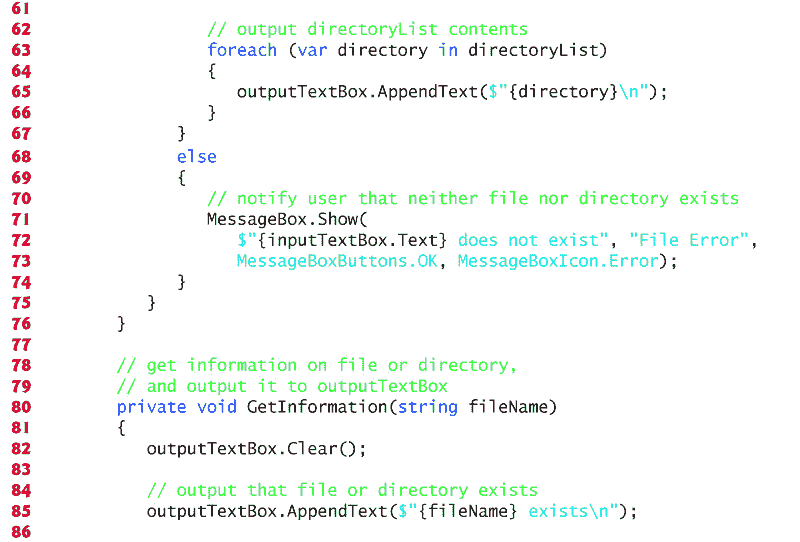 61
62 // output directoryList contents
63 foreach (var directory in directoryList)
64 {
65 outputTextBox.AppendText($"{directory}\n");
66 }
67 }
68 else
69 {
70 // notify user that neither file nor directory exists
71 MessageBox.Show(
72 $"{inputTextBox.Text} does not exist", "File Error",
73 MessageBoxButtons.OK, MessageBoxIcon.Error);
74 }
75 }
76 }
77
78 // get information on file or directory,
79 // and output it to outputTextBox
80 private void GetInformation(string fileName)
81 {
82 outputTextBox.Clear();
83
84 // output that file or directory exists
85 outputTextBox.AppendText($"{fileName} exists\n");
86